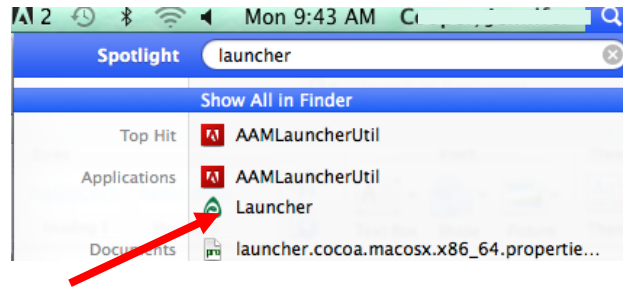 2 Mon 9:43 AM
Spotlight launcher
Show All in Finder
Top Hit AAMLauncherUtil
Applications AAMLauncherUtil
Launcher
Documents launcher.cocoa.macosx.x86_64.propertie...